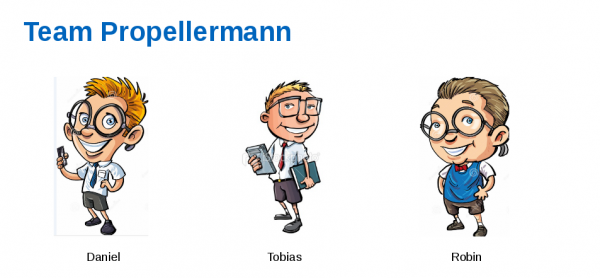 Team Propellermann
Daniel
Tobias
Robin